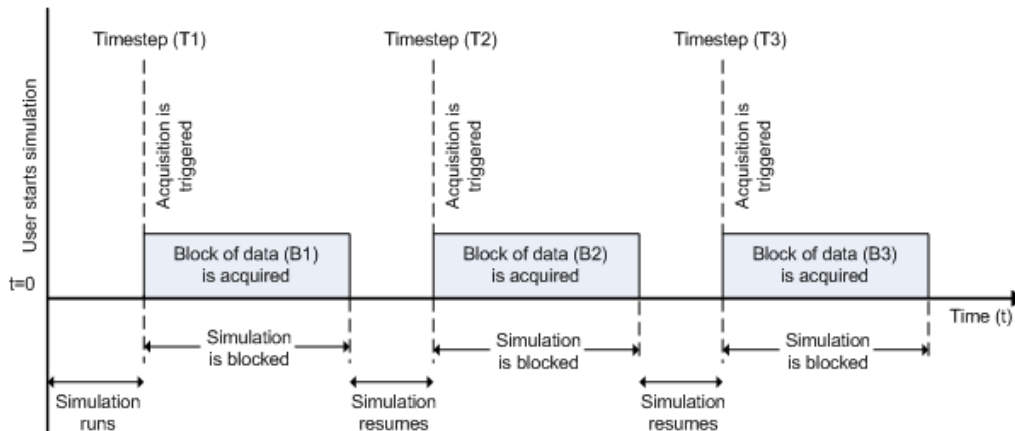 Timestep (T1)
Timestep (T2)
Timestep (T3)
User starts simulation
Acquisition is
triggered
Acquisition is
triggered
Acquisition is
triggered
Block of data (B1)
is acquired
Block of data (B2)
is acquired
Block of data (B3)
is acquired
t=0
Time (t)
Simulation
is blocked
Simulation
is blocked
Simulation
is blocked
Simulation
runs
Simulation
resumes
Simulation
resumes